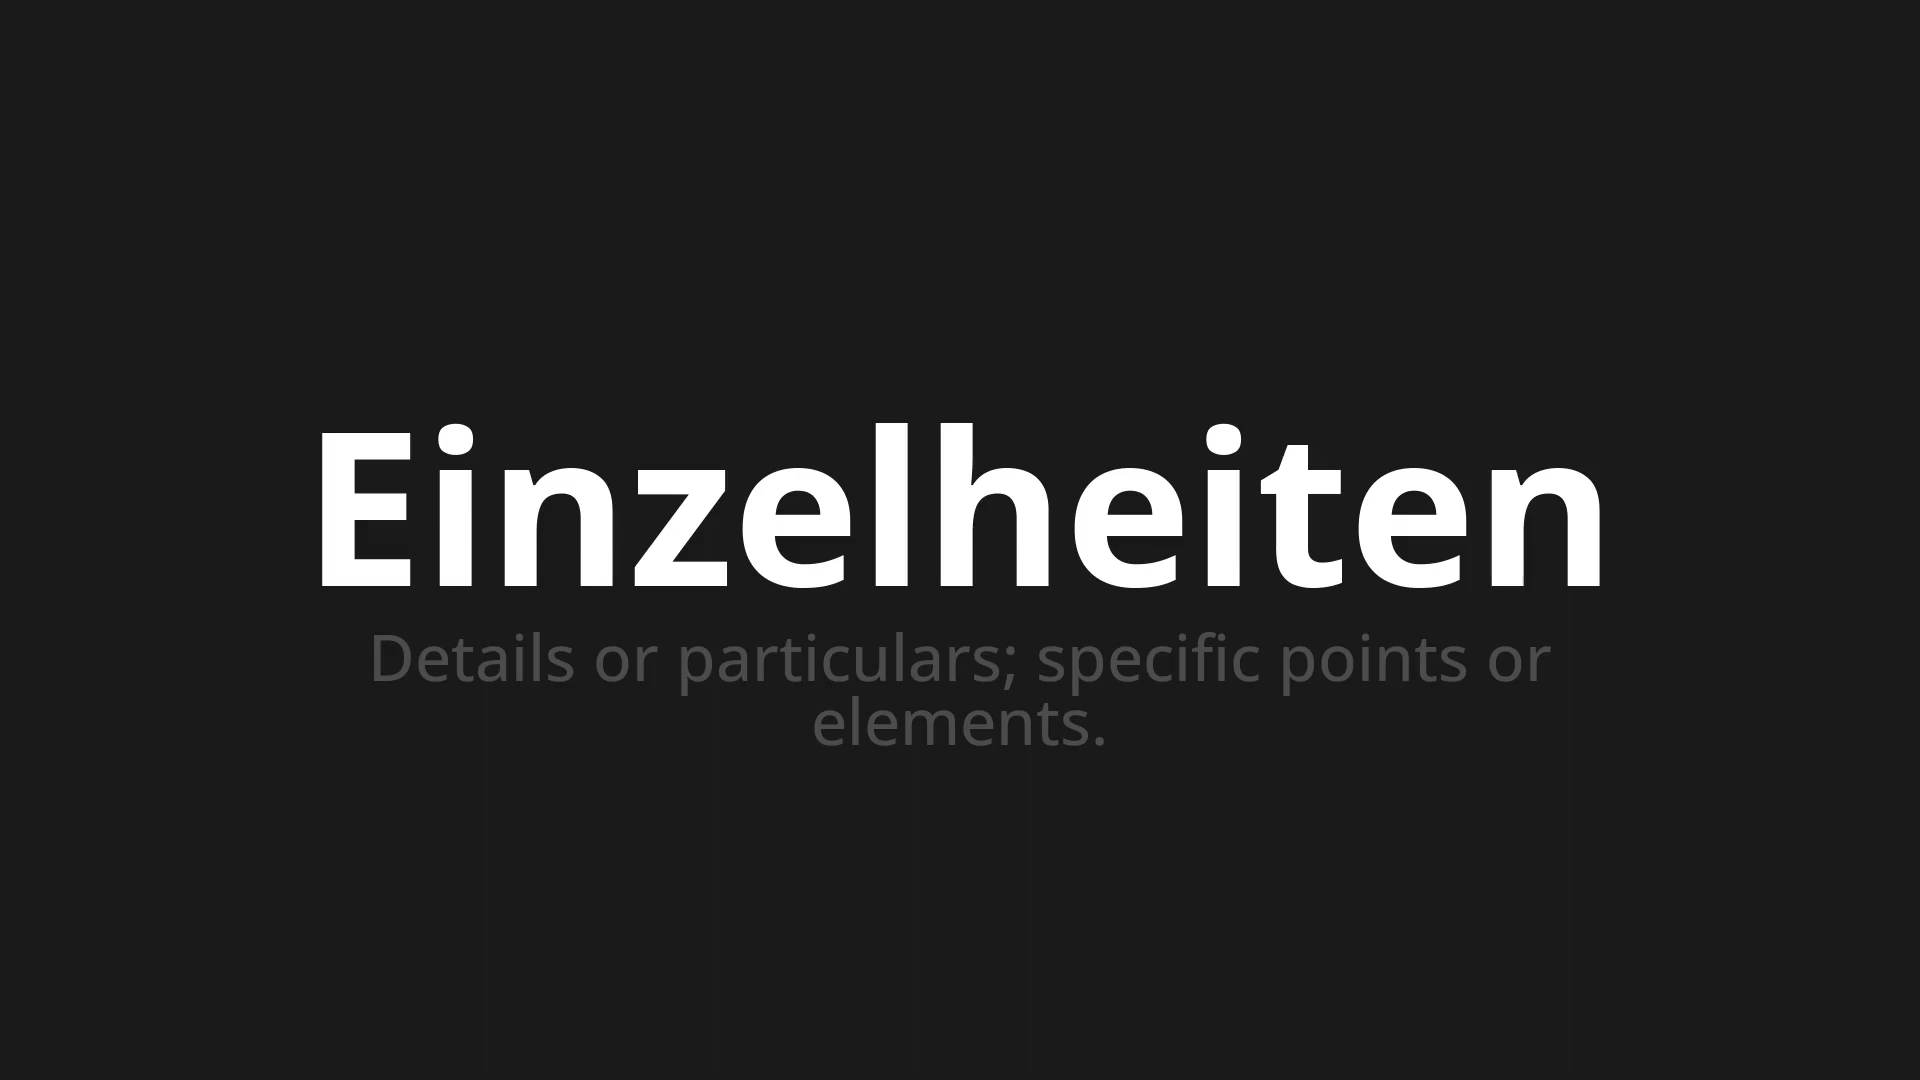 Einzelheiten
Details or particulars; specific points or
elements.